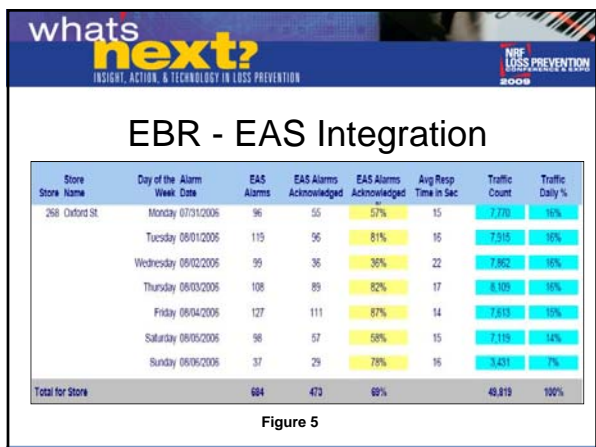 what's
next?
INSIGHT, ACTION, & TECHNOLOGY IN LOSS PREVENTION
NRF
LOSS PREVENTION
CONFERENCE & EXPO
2009
EBR - EAS Integration
Store Store Name Day of the Week Alarm Date EAS Alarms EAS Alarms Acknowledged EAS Alarms Acknowledged Avg Resp Time in Sec Traffic Count Traffic Daily %
268 Oxford St. Monday 07/31/2006 96 55 57% 15 7,770 16%
Tuesday 08/01/2006 119 96 81% 16 7,915 16%
Wednesday 08/02/2006 99 36 36% 22 7,862 16%
Thursday 08/03/2006 108 89 82% 17 8,109 16%
Friday 08/04/2006 127 111 87% 14 7,613 15%
Saturday 08/05/2006 98 57 58% 15 7,119 14%
Sunday 08/06/2006 37 29 78% 16 3,431 7%
Total for Store 684 473 69% 49,819 100%
Figure 5